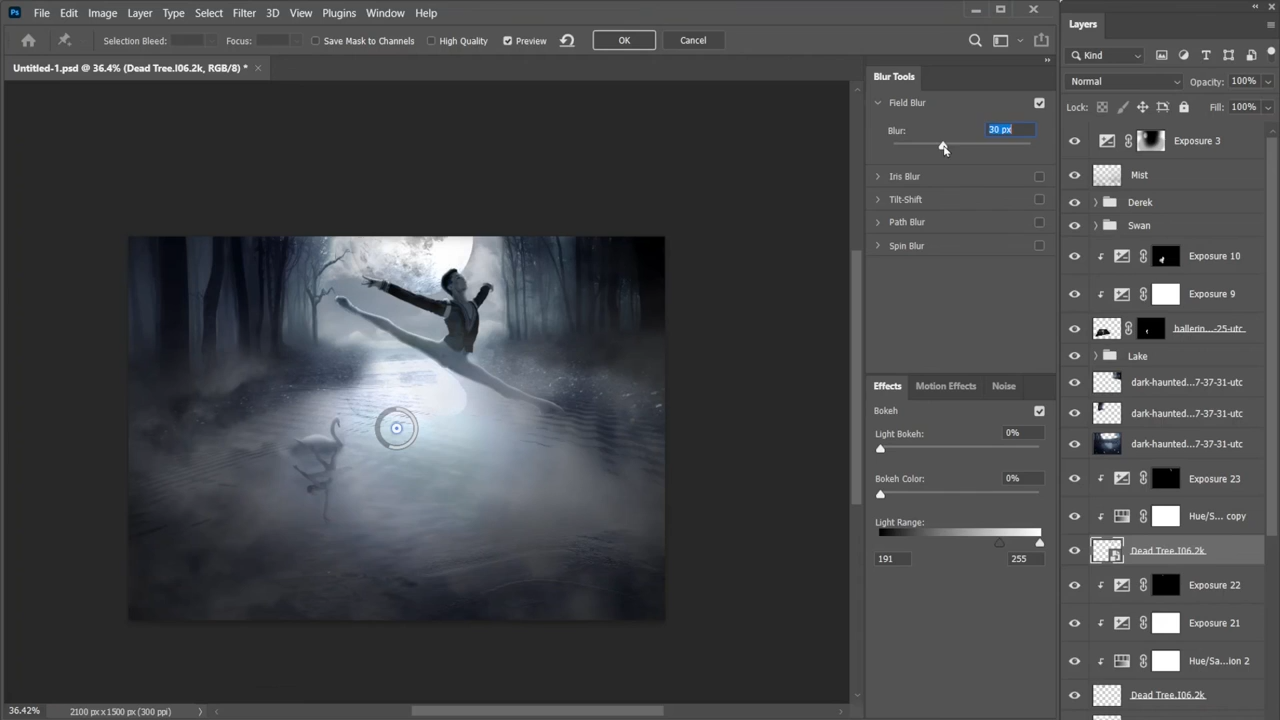 Ps File Edit Image Layer Type Select Filter 3D View Plugins Window Help
Selection Bleed: Focus: Save Mask to Channels High Quality Preview OK Cancel
Untitled-1.psd @ 36.4% (Dead Tree.I06.2k, RGB/8) *
Blur Tools
Field Blur
Blur: 30 px
Iris Blur
Tilt-Shift
Path Blur
Spin Blur
Effects Motion Effects Noise
Bokeh
Light Bokeh: 0%
Bokeh Color: 0%
Light Range:
191 255
Layers
Kind
Normal Opacity: 100%
Lock: Fill: 100%
Exposure 3
Mist
Derek
Swan
Exposure 10
Exposure 9
ballerin...-25-utc
Lake
dark-haunted...7-37-31-utc
dark-haunted...7-37-31-utc
dark-haunted...7-37-31-utc
Exposure 23
Hue/S... copy
Dead Tree.I06.2k
Exposure 22
Exposure 21
Hue/Sa...ion 2
Dead Tree.I06.2k
36.42% 2100 px x 1500 px (300 ppi)